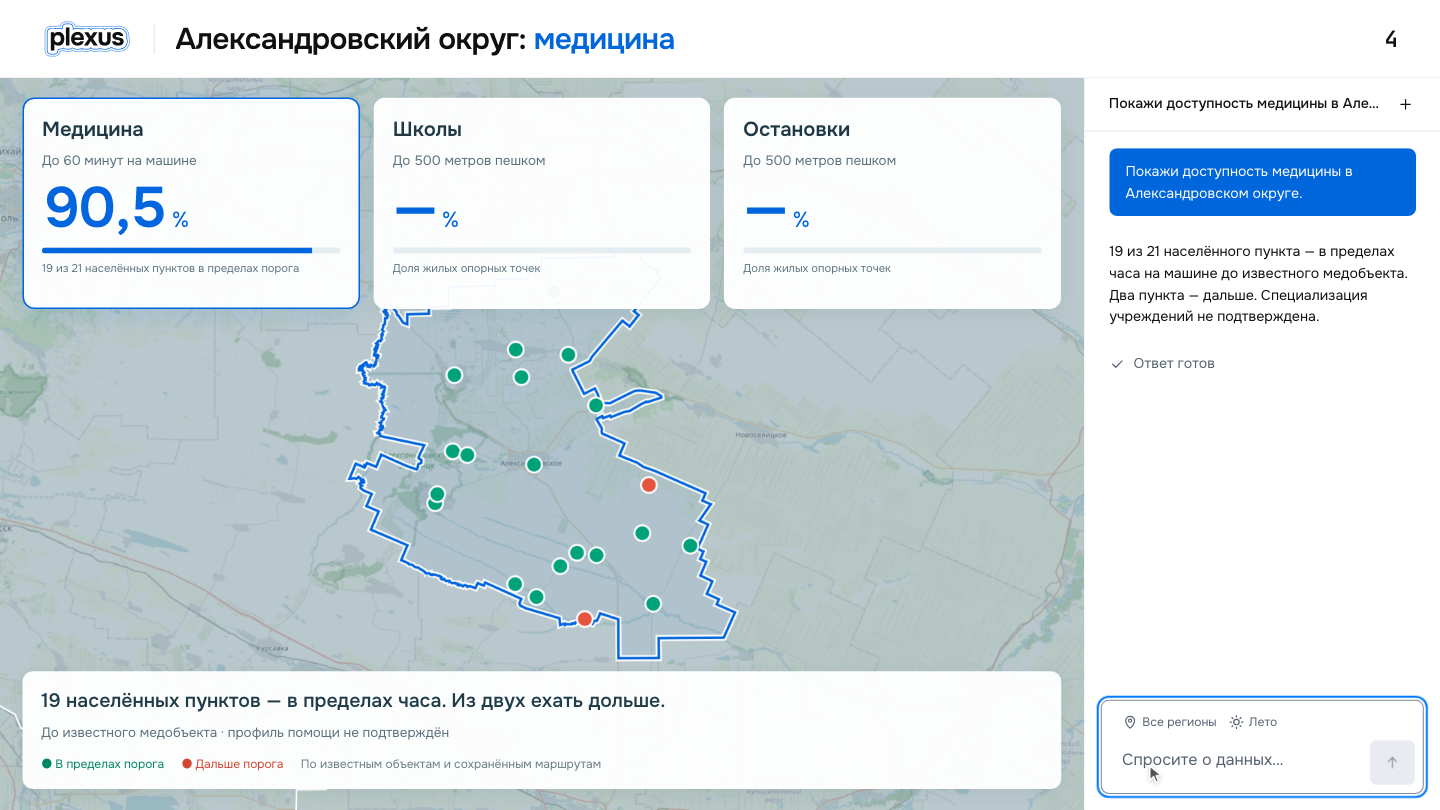 plexus
Александровский округ: медицина
4
Медицина
До 60 минут на машине
90,5 %
19 из 21 населённых пунктов в пределах порога
Школы
До 500 метров пешком
— %
Доля жилых опорных точек
Остановки
До 500 метров пешком
— %
Доля жилых опорных точек
Новоселицкое
Курсавка
19 населённых пунктов — в пределах часа. Из двух ехать дольше.
До известного медобъекта · профиль помощи не подтверждён
В пределах порога
Дальше порога
По известным объектам и сохранённым маршрутам
Покажи доступность медицины в Але...
+
Покажи доступность медицины в
Александровском округе.
19 из 21 населённого пункта — в пределах
часа на машине до известного медобъекта.
Два пункта — дальше. Специализация
учреждений не подтверждена.
Ответ готов
Все регионы
Лето
Спросите о данных...